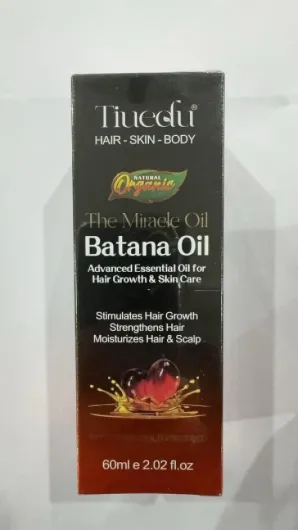 Tiuedu®
HAIR - SKIN - BODY
NATURAL
Organic
The Miracle Oil
Batana Oil
Advanced Essential Oil for
Hair Growth & Skin Care
Stimulates Hair Growth
Strengthens Hair
Moisturizes Hair & Scalp
60ml e 2.02 fl.oz